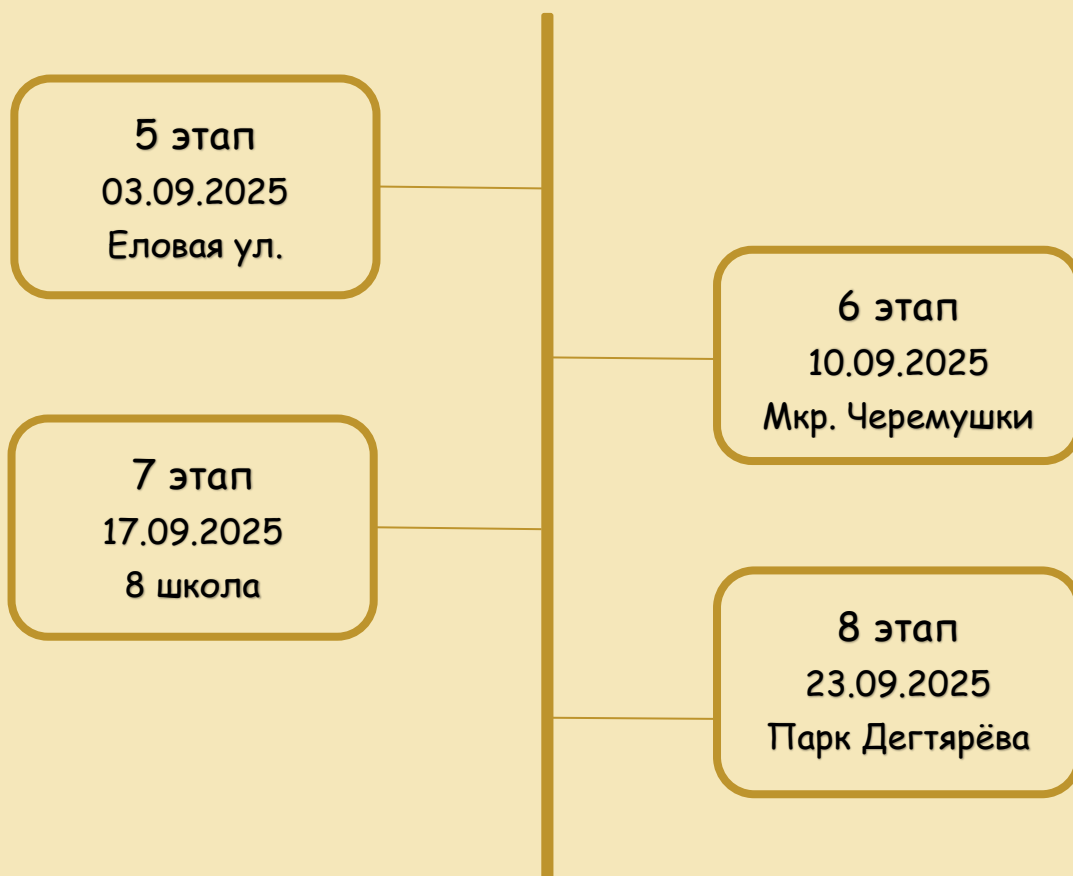 5 этап
03.09.2025
Еловая ул.
6 этап
10.09.2025
Мкр. Черемушки
7 этап
17.09.2025
8 школа
8 этап
23.09.2025
Парк Дегтярёва